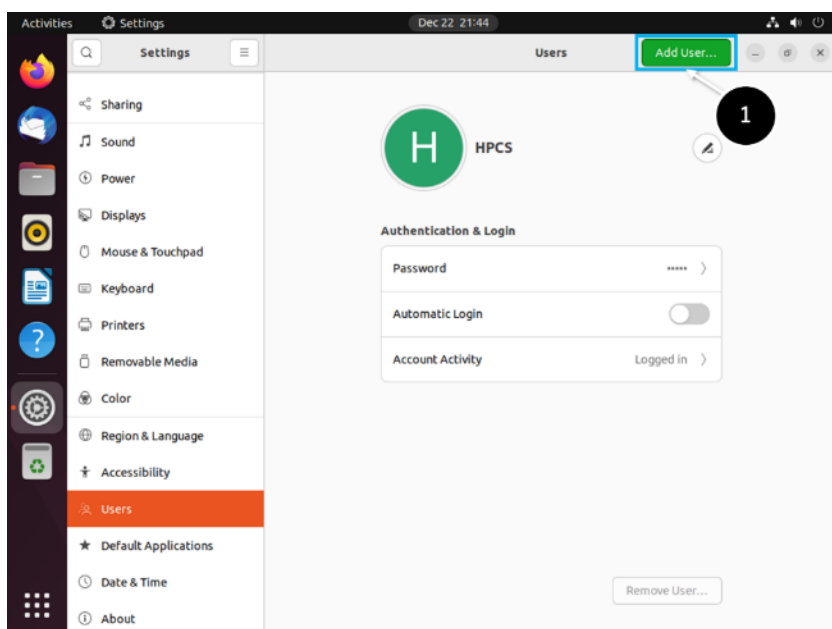 Activities
Settings
Dec 22 21:44
Settings
Users
Add User...
1
Sharing
Sound
Power
Displays
Mouse & Touchpad
Keyboard
Printers
Removable Media
Color
Region & Language
Accessibility
Users
Default Applications
Date & Time
About
H
HPCS
Authentication & Login
Password
•••••
Automatic Login
Account Activity
Logged in
Remove User...